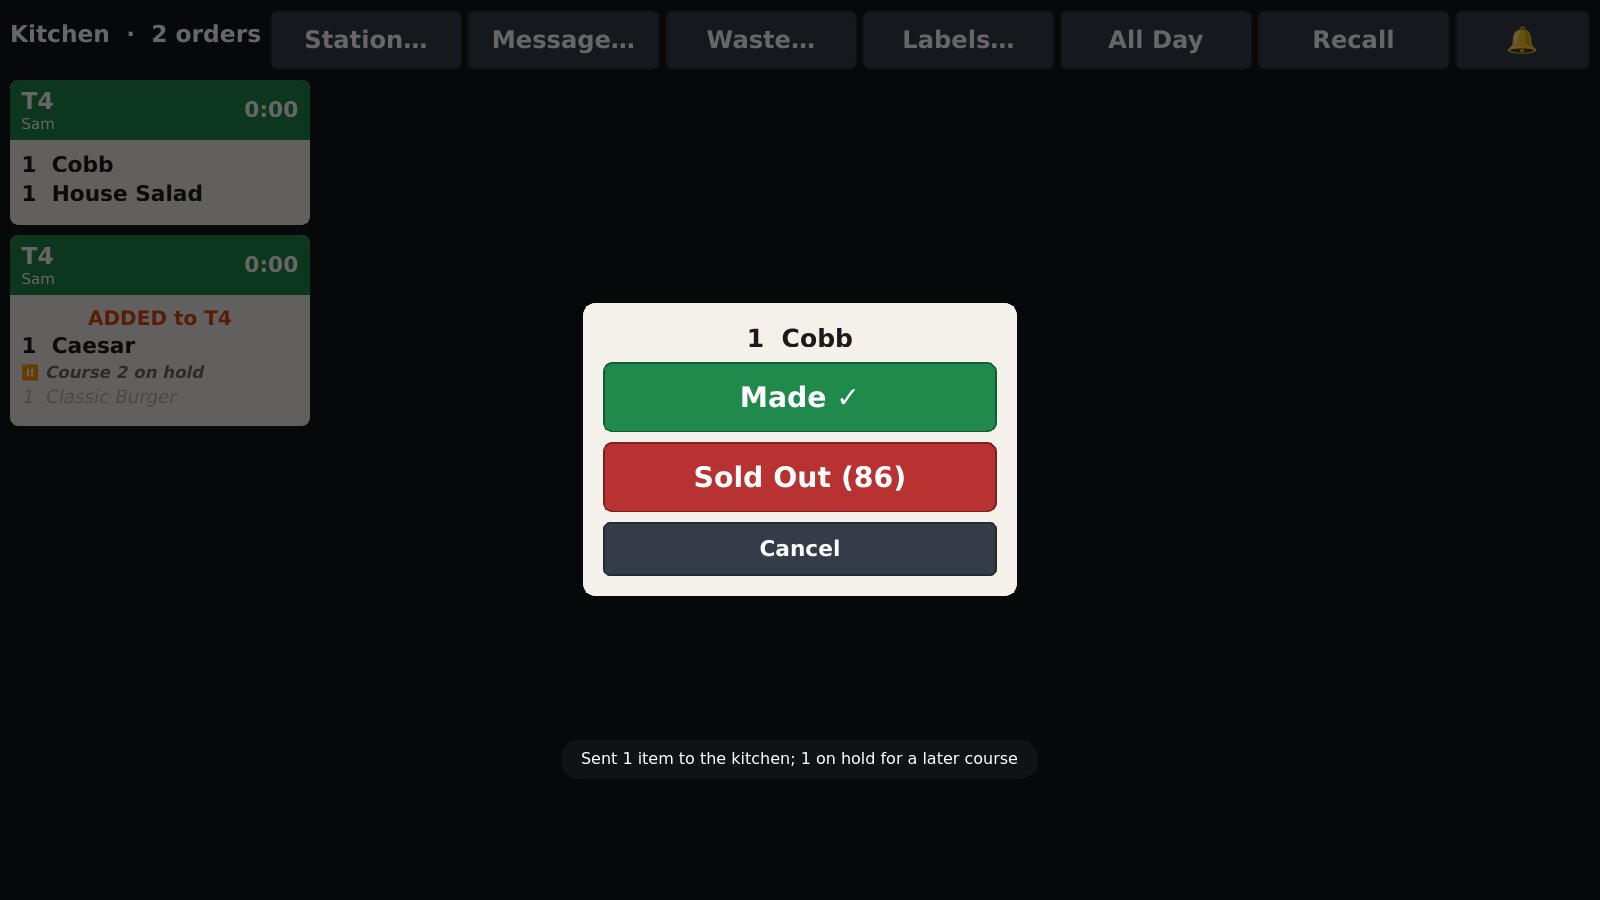 Kitchen · 2 orders
Station…
Message…
Waste…
Labels…
All Day
Recall
T4
Sam
0:00
1 Cobb
1 House Salad
T4
Sam
0:00
ADDED to T4
1 Caesar
Course 2 on hold
1 Classic Burger
1 Cobb
Made ✓
Sold Out (86)
Cancel
Sent 1 item to the kitchen; 1 on hold for a later course